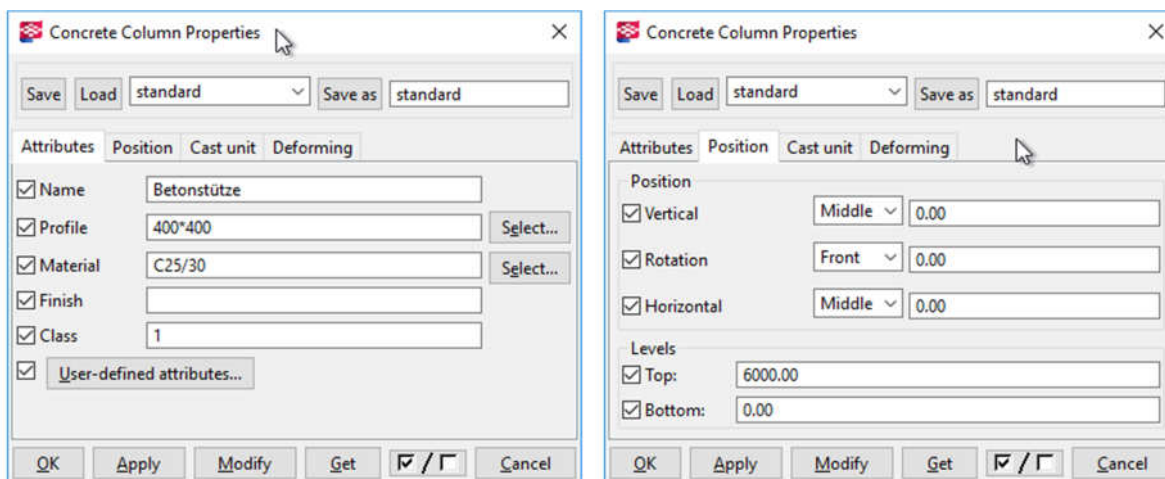 Concrete Column Properties
Save Load standard Save as standard
Attributes Position Cast unit Deforming
Name Betonstütze
Profile 400*400 Select...
Material C25/30 Select...
Finish
Class 1
User-defined attributes...
OK Apply Modify Get / Cancel
Concrete Column Properties
Save Load standard Save as standard
Attributes Position Cast unit Deforming
Position
Vertical Middle 0.00
Rotation Front 0.00
Horizontal Middle 0.00
Levels
Top: 6000.00
Bottom: 0.00
OK Apply Modify Get / Cancel